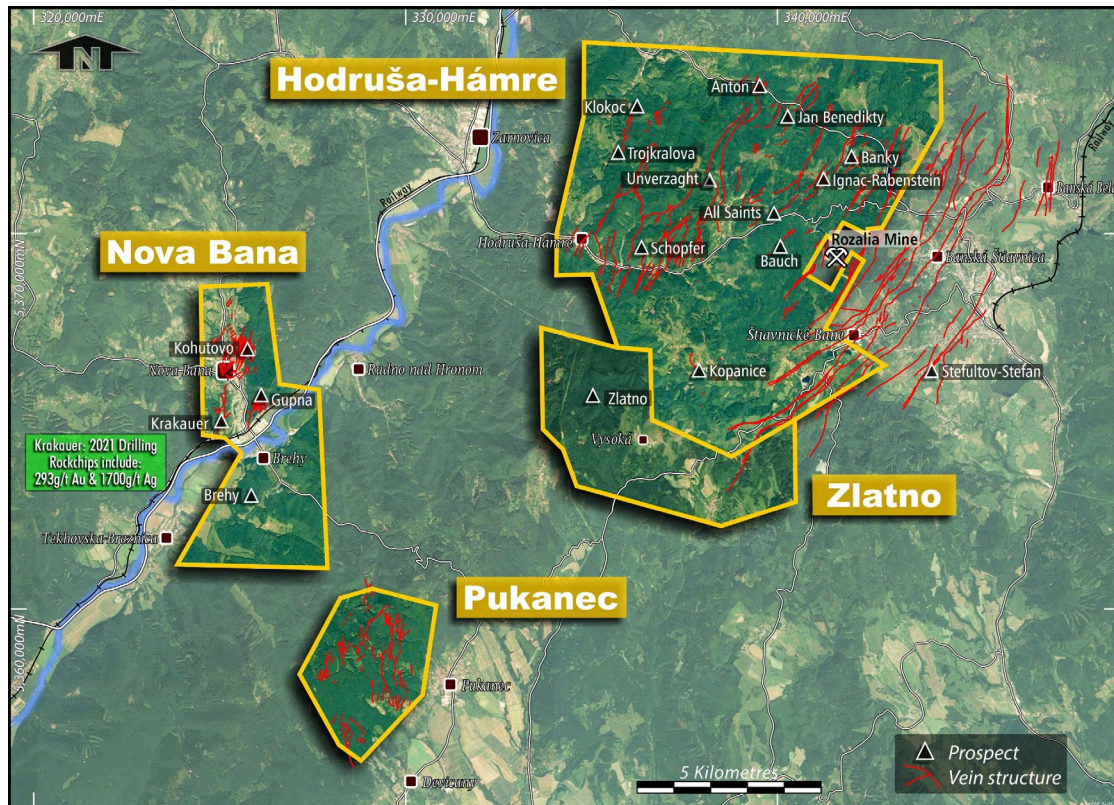 320,000mE
330,000mE
340,000mE
N
Hodruša-Hámre
Anton
Klokoc
Jan Benedikty
Zarnovica
Railway
Railway
Trojkralova
Banky
Unverzaght
Ignac-Rabenstein
Banská Bela
All Saints
Nova Bana
Hodruša-Hámre
Schopfer
Bauch
Rozalia Mine
Banská Štiavnica
5,370,000mN
Štiavnické Bane
Kohutovo
Nova Bana
Rudno nad Hronom
Kopanice
Stefultov-Stefan
Gupna
Zlatno
Krakauer
Krakauer: 2021 Drilling
Rockchips include:
293g/t Au & 1700g/t Ag
Vysoká
Brehy
Brehy
Zlatno
Tekhovska-Breznica
Pukanec
5,360,000mN
Pukanec
Devicany
5 Kilometres
Prospect
Vein structure